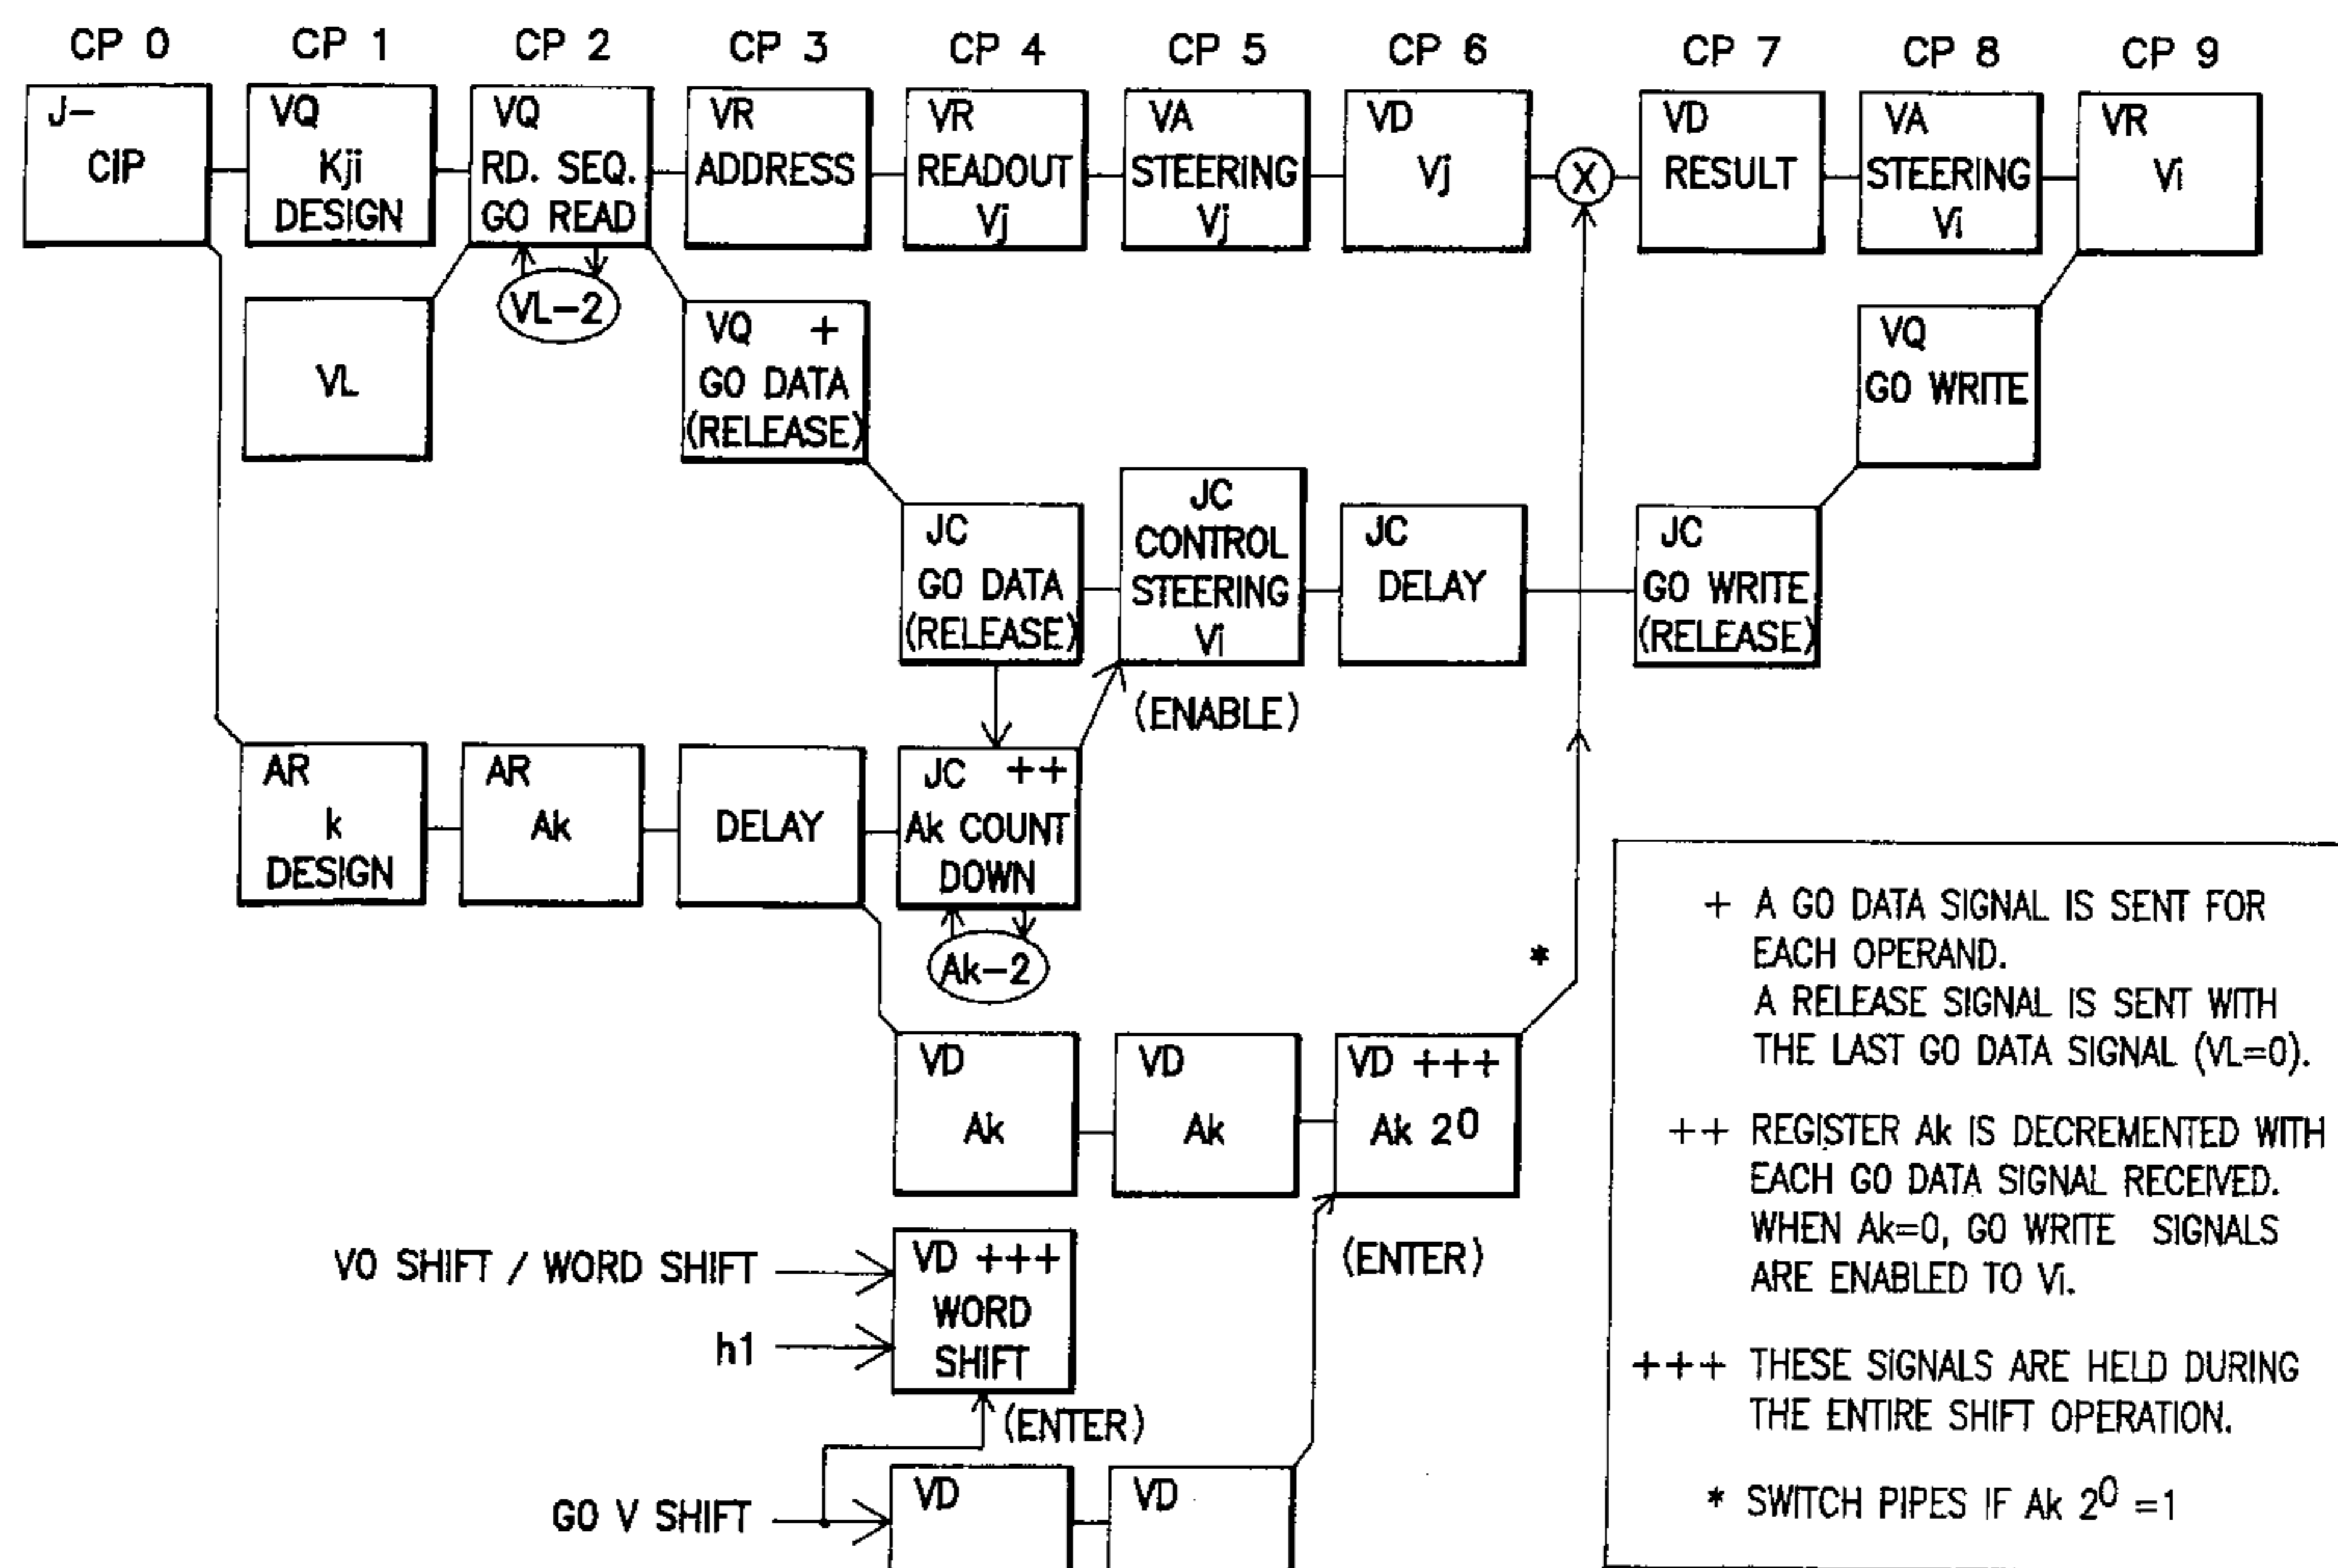 CP 0 CP 1 CP 2 CP 3 CP 4 CP 5 CP 6 CP 7 CP 8 CP 9
J-
CIP
VQ
Kji
DESIGN
VQ
RD. SEQ.
GO READ
VR
ADDRESS
VR
READOUT
Vj
VA
STEERING
Vj
VD
Vj
X
VD
RESULT
VA
STEERING
Vi
VR
Vi
VL
VL-2
VQ +
GO DATA
(RELEASE)
VQ
GO WRITE
JC
GO DATA
(RELEASE)
JC
CONTROL
STEERING
Vi
(ENABLE)
JC
DELAY
JC
GO WRITE
(RELEASE)
AR
k
DESIGN
AR
Ak
DELAY
JC ++
Ak COUNT
DOWN
Ak-2
*
VD
Ak
VD
Ak
VD +++
Ak 2⁰
(ENTER)
VO SHIFT / WORD SHIFT
h1
VD +++
WORD
SHIFT
(ENTER)
GO V SHIFT
VD
VD
+ A GO DATA SIGNAL IS SENT FOR
EACH OPERAND.
A RELEASE SIGNAL IS SENT WITH
THE LAST GO DATA SIGNAL (VL=0).
++ REGISTER Ak IS DECREMENTED WITH
EACH GO DATA SIGNAL RECEIVED.
WHEN Ak=0, GO WRITE SIGNALS
ARE ENABLED TO Vi.
+++ THESE SIGNALS ARE HELD DURING
THE ENTIRE SHIFT OPERATION.
* SWITCH PIPES IF Ak 2⁰ =1